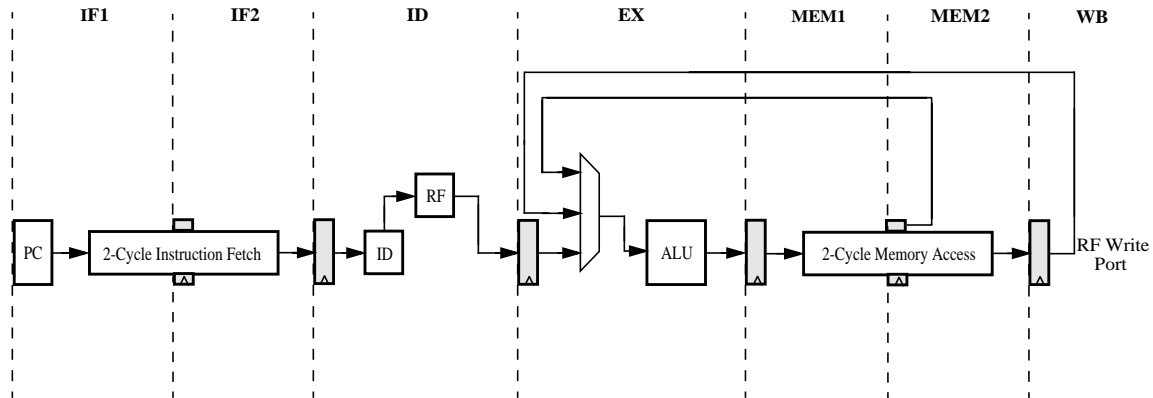 IF1 IF2 ID EX MEM1 MEM2 WB
RF
PC 2-Cycle Instruction Fetch ID ALU 2-Cycle Memory Access RF Write
Port